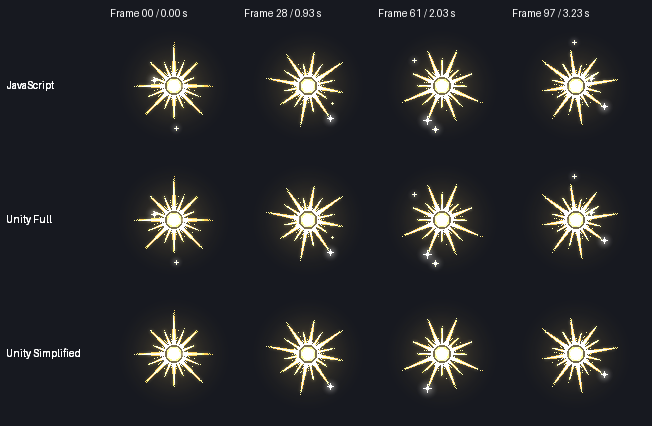 Frame 00 / 0.00 s
Frame 28 / 0.93 s
Frame 61 / 2.03 s
Frame 97 / 3.23 s
JavaScript
Unity Full
Unity Simplified